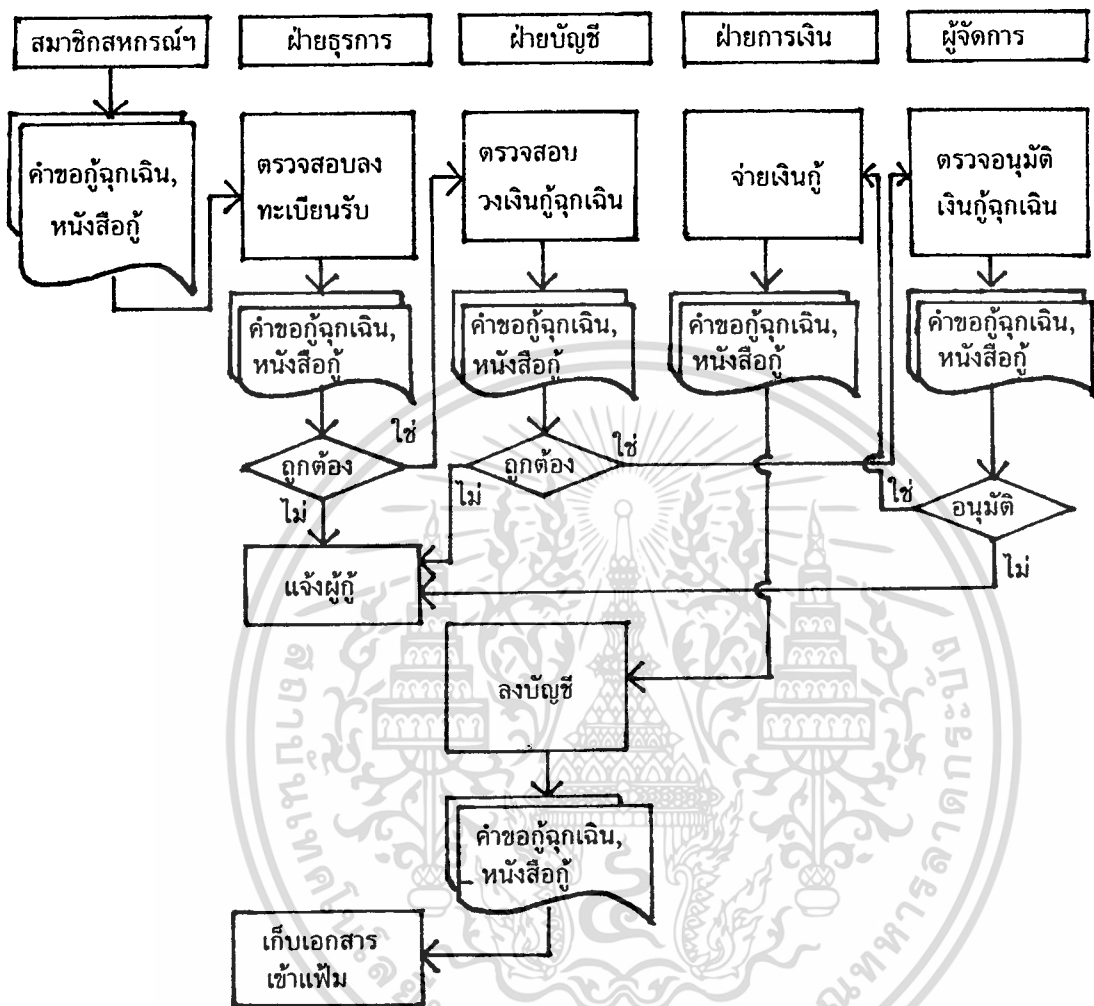 สมาชิกสหกรณ์ฯ
ฝ่ายธุรการ
ฝ่ายบัญชี
ฝ่ายการเงิน
ผู้จัดการ
คำขอกู้ฉุกเฉิน,
หนังสือกู้
ตรวจสอบลง
ทะเบียนรับ
ตรวจสอบ
วงเงินกู้ฉุกเฉิน
จ่ายเงินกู้
ตรวจอนุมัติ
เงินกู้ฉุกเฉิน
คำขอกู้ฉุกเฉิน,
หนังสือกู้
คำขอกู้ฉุกเฉิน,
หนังสือกู้
คำขอกู้ฉุกเฉิน,
หนังสือกู้
คำขอกู้ฉุกเฉิน,
หนังสือกู้
ถูกต้อง
ใช่
ไม่
ถูกต้อง
ใช่
ไม่
อนุมัติ
ใช่
ไม่
แจ้งผู้กู้
ลงบัญชี
คำขอกู้ฉุกเฉิน,
หนังสือกู้
เก็บเอกสาร
เข้าแฟ้ม